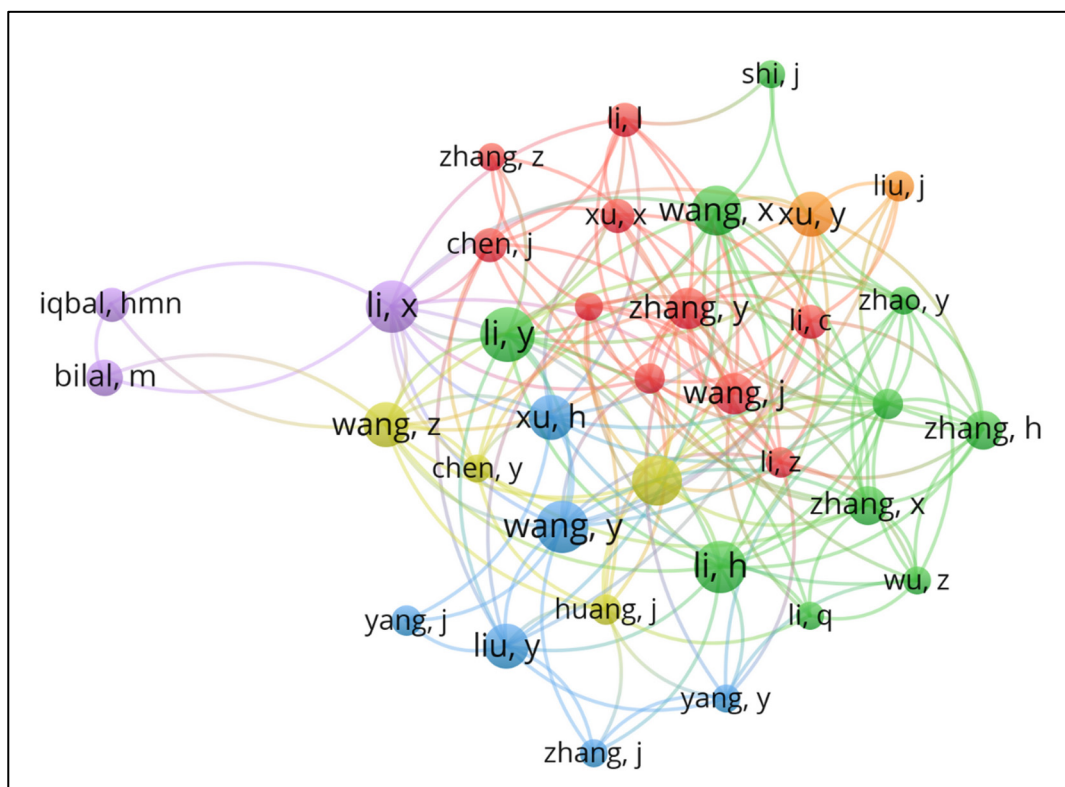 shi, j
li, l
zhang, z
liu, j
xu, x
wang, x
xu, y
chen, j
iqbal, hmn
li, x
zhang, y
zhao, y
li, y
li, c
bilal, m
wang, j
wang, z
xu, h
zhang, h
chen, y
li, z
zhang, x
wang, y
li, h
wu, z
huang, j
li, q
yang, j
liu, y
yang, y
zhang, j